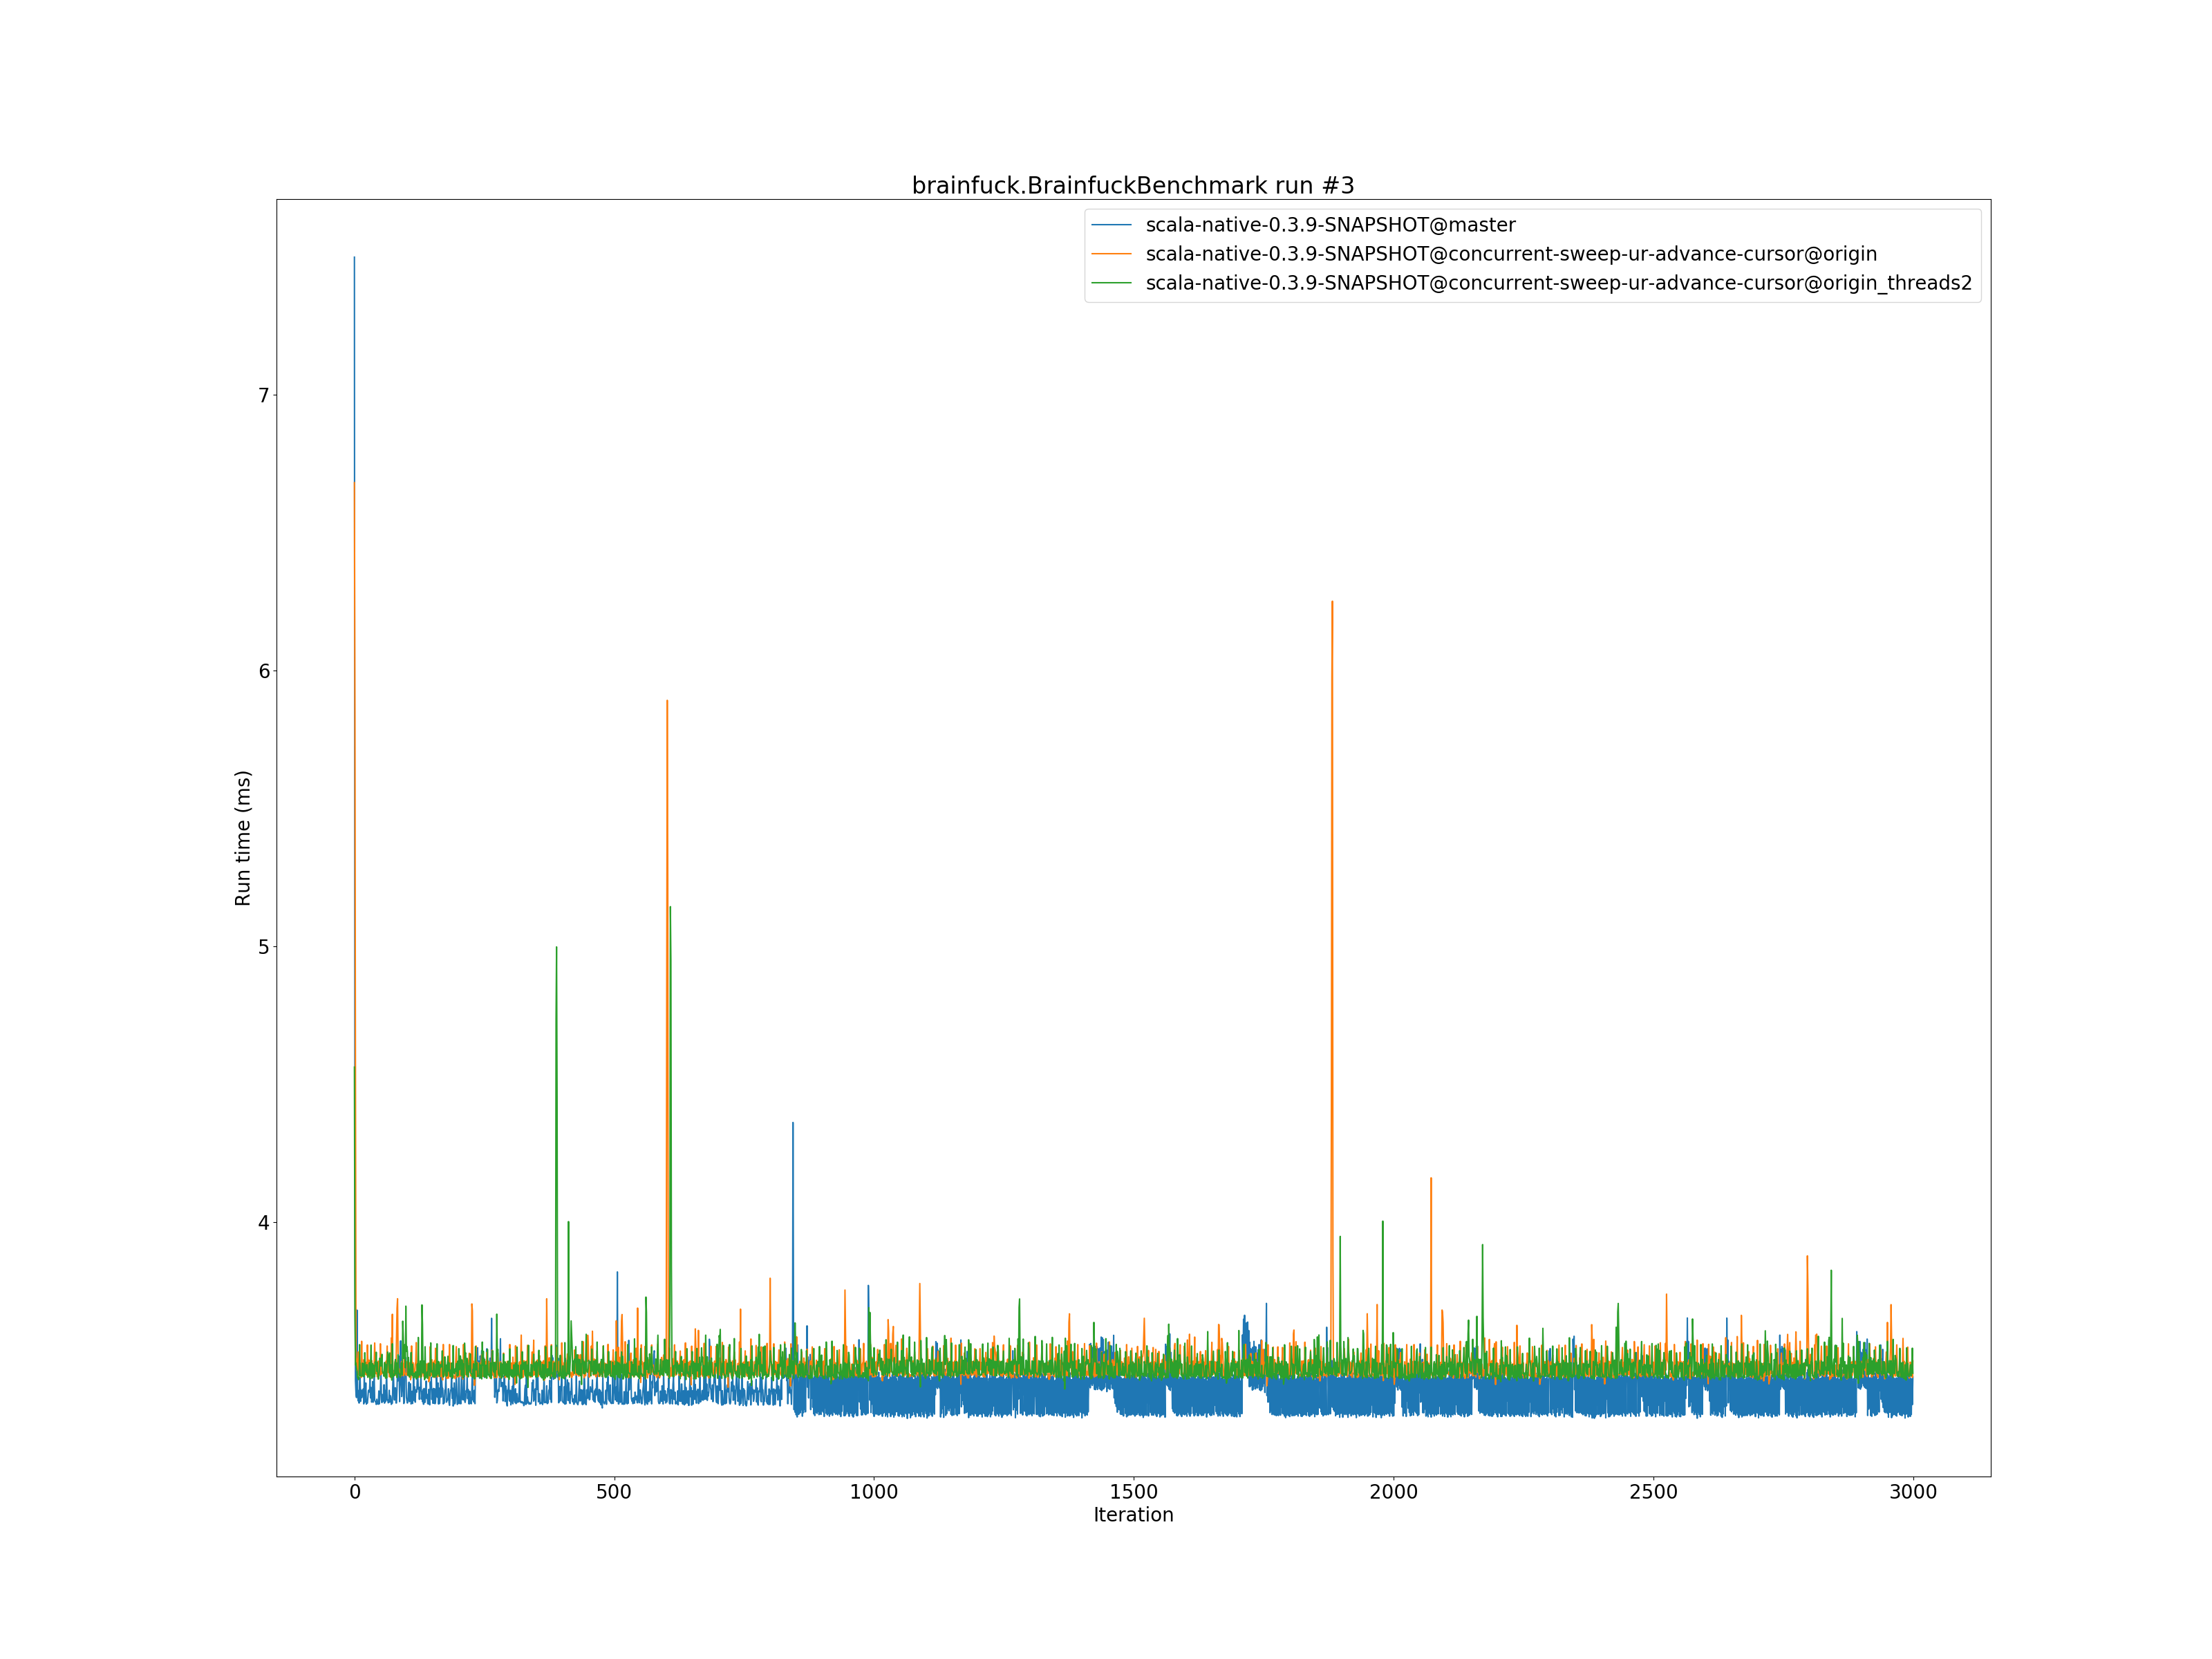 brainfuck.BrainfuckBenchmark run #3
scala-native-0.3.9-SNAPSHOT@master
scala-native-0.3.9-SNAPSHOT@concurrent-sweep-ur-advance-cursor@origin
scala-native-0.3.9-SNAPSHOT@concurrent-sweep-ur-advance-cursor@origin_threads2
7
6
5
4
Run time (ms)
0 500 1000 1500 2000 2500 3000
Iteration